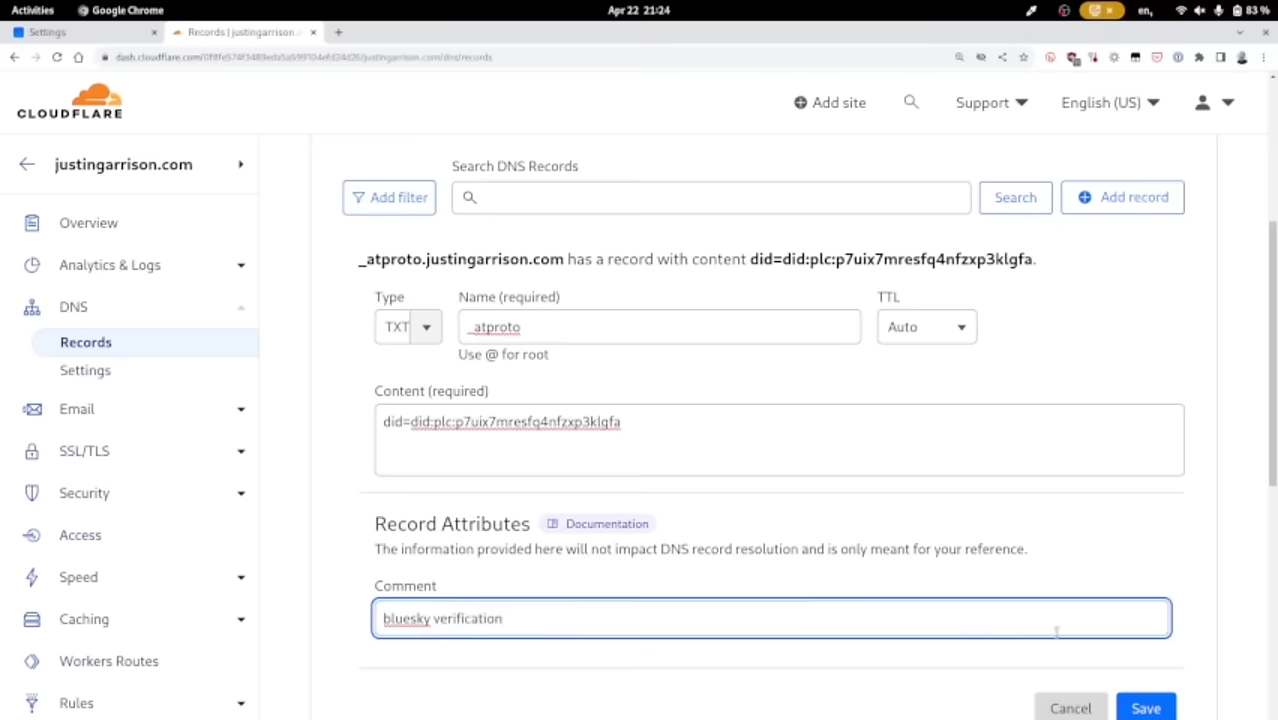 Activities
Google Chrome
Apr 22 21:24
en,
83 %
Settings
Records | justingarrison.
dash.cloudflare.com/
justingarrison.com/dns/records
CLOUDFLARE
Add site
Support
English (US)
justingarrison.com
Overview
Analytics & Logs
DNS
Records
Settings
Email
SSL/TLS
Security
Access
Speed
Caching
Workers Routes
Rules
Search DNS Records
Add filter
Search
Add record
_atproto.justingarrison.com has a record with content did=did:plc:p7uix7mresfq4nfzxp3klgfa.
Type
Name (required)
TTL
TXT
_atproto
Auto
Use @ for root
Content (required)
did=did:plc:p7uix7mresfq4nfzxp3klgfa
Record Attributes
Documentation
The information provided here will not impact DNS record resolution and is only meant for your reference.
Comment
bluesky verification
Cancel
Save